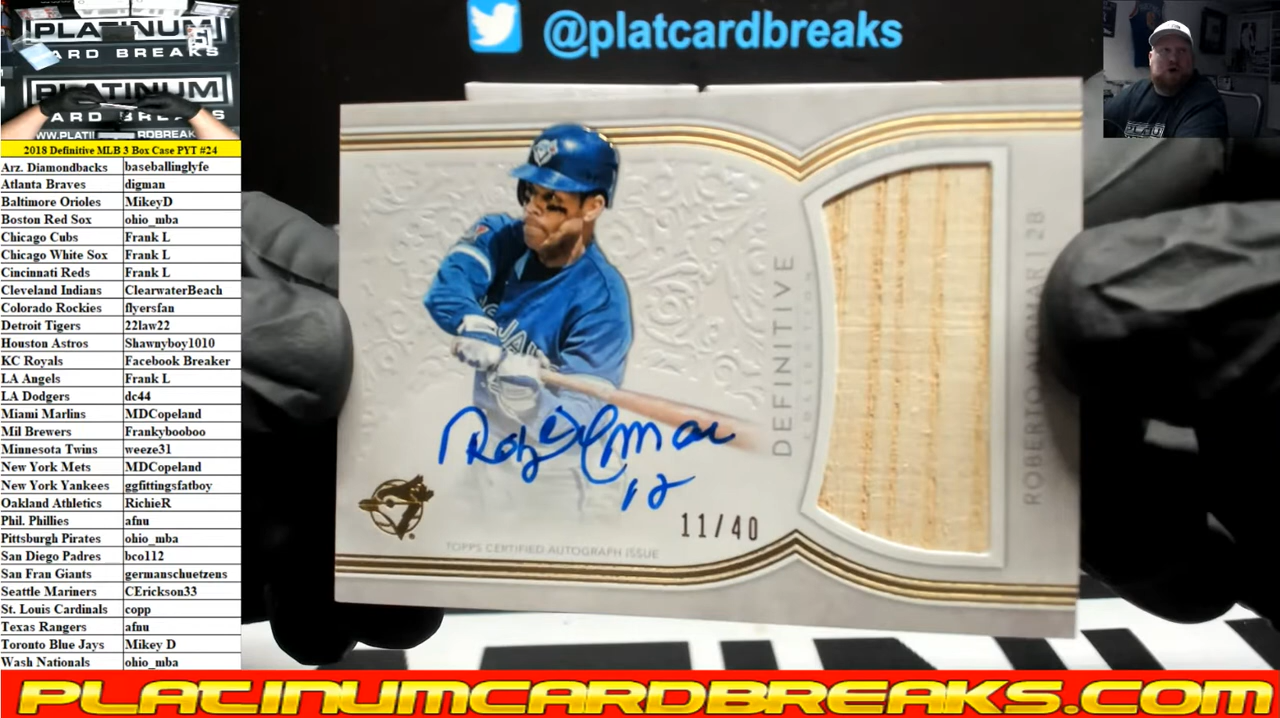 PLATINUM
CARD BREAKS
PLATINUM
CARD BREAKS
@platcardbreaks
2018 Definitive MLB 3 Box Case PYT #24
Arz. Diamondbacks baseballinglyfe
Atlanta Braves digman
Baltimore Orioles MikeyD
Boston Red Sox ohio_mba
Chicago Cubs Frank L
Chicago White Sox Frank L
Cincinnati Reds Frank L
Cleveland Indians ClearwaterBeach
Colorado Rockies flyersfan
Detroit Tigers 22law22
Houston Astros Shawnyboy1010
KC Royals Facebook Breaker
LA Angels Frank L
LA Dodgers dc44
Miami Marlins MDCopeland
Mil Brewers Frankybooboo
Minnesota Twins weeze31
New York Mets MDCopeland
New York Yankees ggfittingsfatboy
Oakland Athletics RichieR
Phil. Phillies afnu
Pittsburgh Pirates ohio_mba
San Diego Padres bco112
San Fran Giants germanschuetzens
Seattle Mariners CErickson33
St. Louis Cardinals copp
Texas Rangers afnu
Toronto Blue Jays Mikey D
Wash Nationals ohio_mba
DEFINITIVE
COLLECTION
ROBERTO ALOMAR | 2B
12
11/40
TOPPS CERTIFIED AUTOGRAPH ISSUE
PLATINUMCARDBREAKS.COM